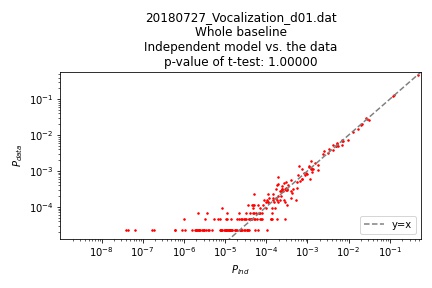 20180727_Vocalization_d01.dat
Whole baseline
Independent model vs. the data
p-value of t-test: 1.00000
P_data
10^-1
10^-2
10^-3
10^-4
y=x
10^-8 10^-7 10^-6 10^-5 10^-4 10^-3 10^-2 10^-1
P_ind